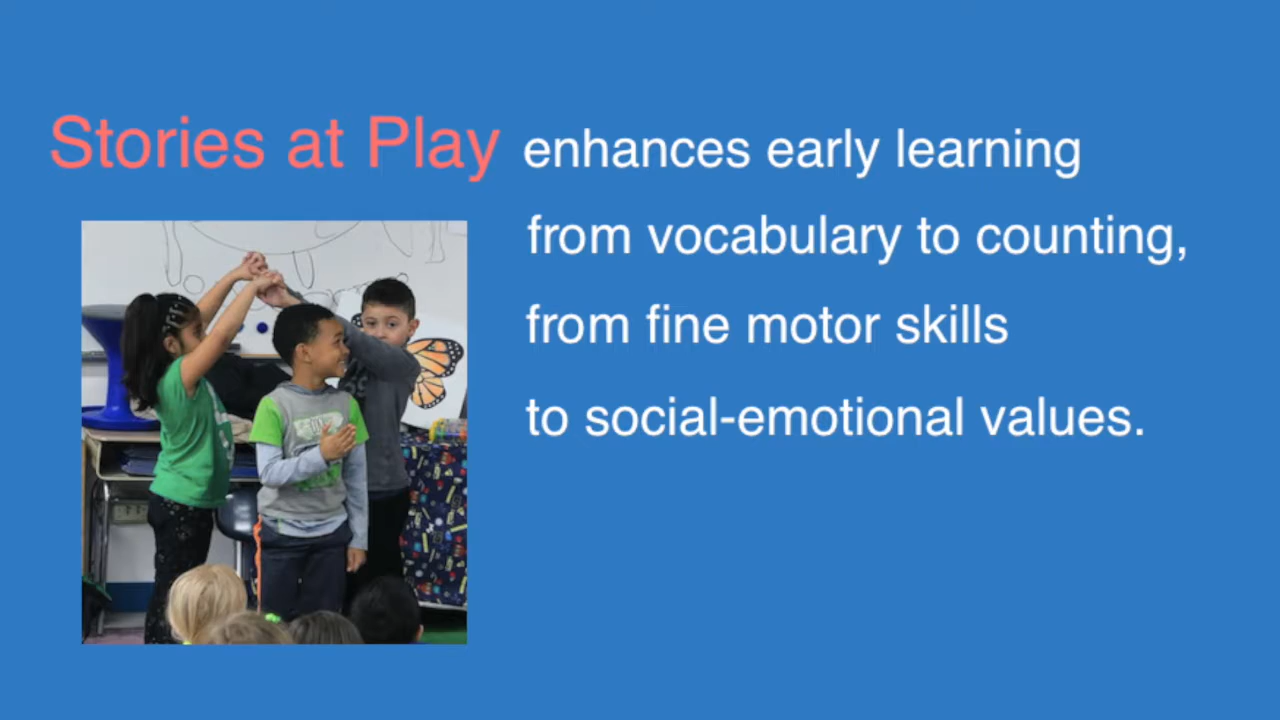 Stories at Play enhances early learning
from vocabulary to counting,
from fine motor skills
to social-emotional values.